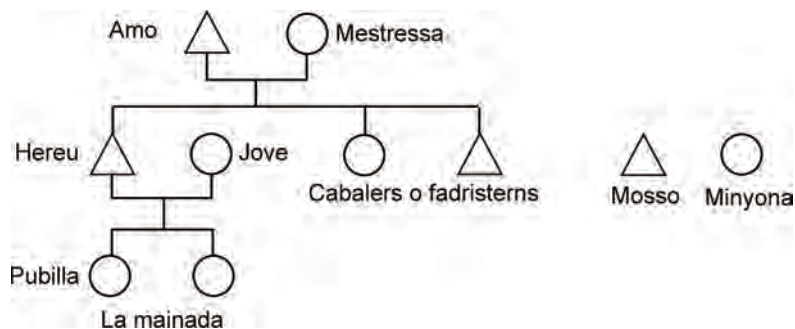 Amo
Mestressa
Hereu
Jove
Cabalers o fadristerns
Mosso
Minyona
Pubilla
La mainada